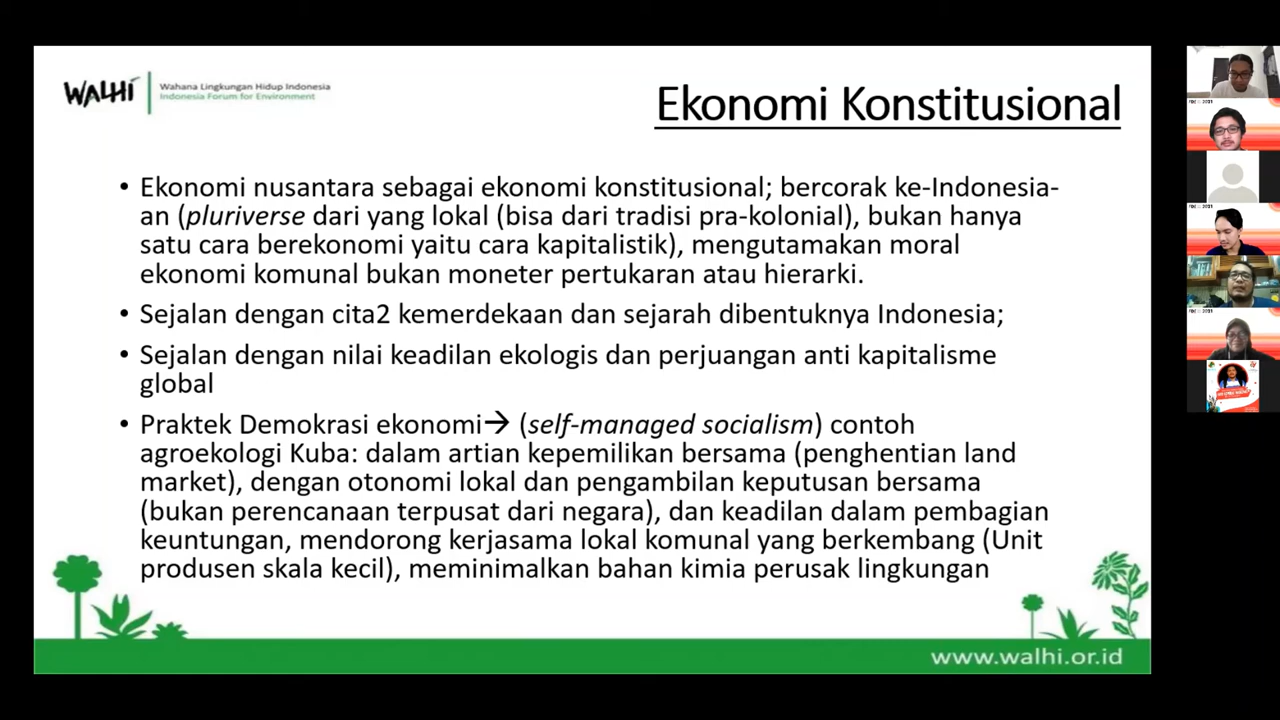 WALHI
Wahana Lingkungan Hidup Indonesia
Indonesia Forum for Environment
Ekonomi Konstitusional
• Ekonomi nusantara sebagai ekonomi konstitusional; bercorak ke-Indonesia-
an (pluriverse dari yang lokal (bisa dari tradisi pra-kolonial), bukan hanya
satu cara berekonomi yaitu cara kapitalistik), mengutamakan moral
ekonomi komunal bukan moneter pertukaran atau hierarki.
• Sejalan dengan cita2 kemerdekaan dan sejarah dibentuknya Indonesia;
• Sejalan dengan nilai keadilan ekologis dan perjuangan anti kapitalisme
global
• Praktek Demokrasi ekonomi→ (self-managed socialism) contoh
agroekologi Kuba: dalam artian kepemilikan bersama (penghentian land
market), dengan otonomi lokal dan pengambilan keputusan bersama
(bukan perencanaan terpusat dari negara), dan keadilan dalam pembagian
keuntungan, mendorong kerjasama lokal komunal yang berkembang (Unit
produsen skala kecil), meminimalkan bahan kimia perusak lingkungan
www.walhi.or.id